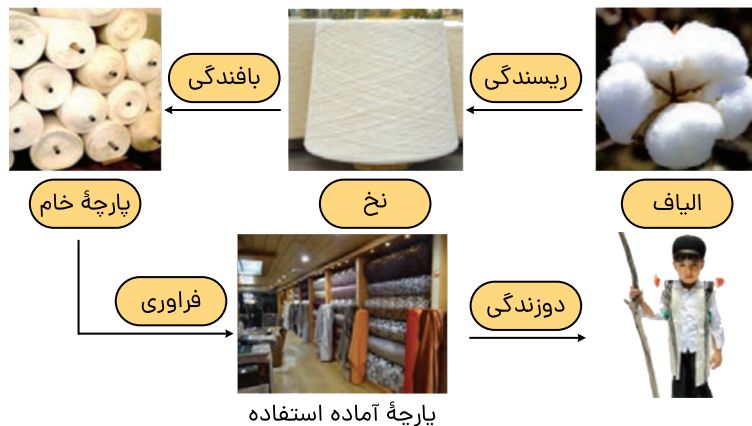 ریسندگی
بافندگی
الیاف
نخ
پارچهٔ خام
فراوری
دوزندگی
پارچهٔ آماده استفاده